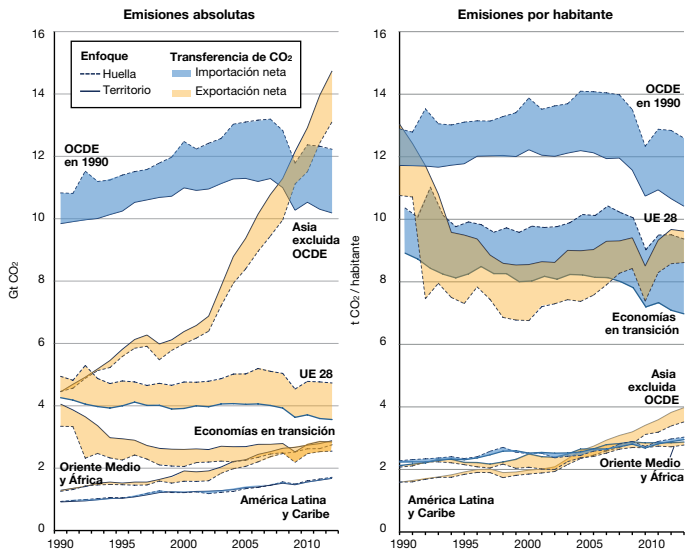 Emisiones absolutas
16
14
12
10
8
6
4
2
0
Gt CO2
Enfoque
Huella
Territorio
Transferencia de CO2
Importación neta
Exportación neta
OCDE
en 1990
Asia
excluida
OCDE
UE 28
Economías en transición
Oriente Medio
y África
América Latina
y Caribe
1990
1995
2000
2005
2010
Emisiones por habitante
16
14
12
10
8
6
4
2
0
t CO2 / habitante
OCDE
en 1990
UE 28
Economías
en transición
Asia
excluida
OCDE
Oriente Medio
y África
América Latina
y Caribe
1990
1995
2000
2005
2010